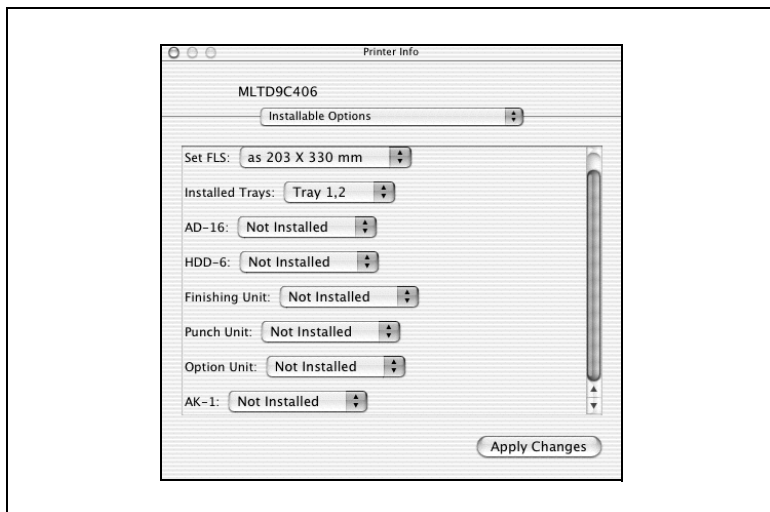 Printer Info
MLTD9C406
Installable Options
Set FLS: as 203 X 330 mm
Installed Trays: Tray 1,2
AD-16: Not Installed
HDD-6: Not Installed
Finishing Unit: Not Installed
Punch Unit: Not Installed
Option Unit: Not Installed
AK-1: Not Installed
Apply Changes